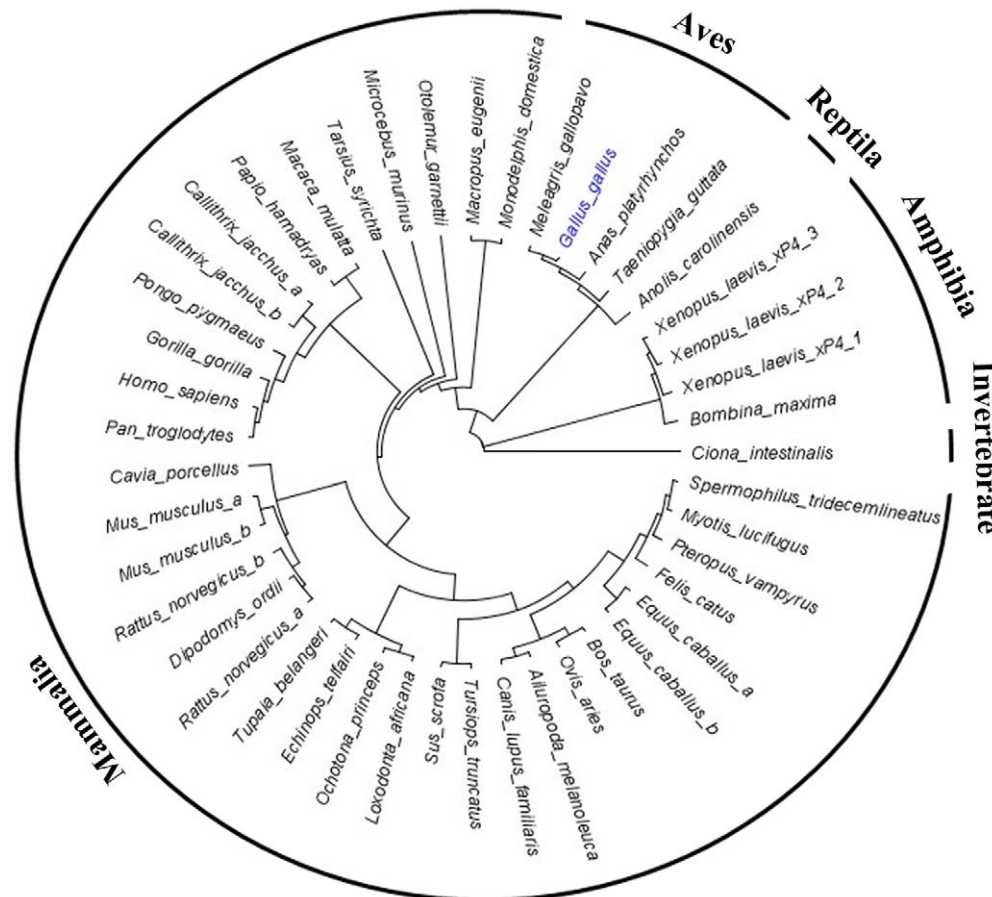 Aves
Reptila
Amphibia
Invertebrate
Mammalia
Microcebus_murinus
Otolemur_garnettii
Macropus_eugenii
Monodelphis_domestica
Meleagris_gallopavo
Gallus_gallus
Anas_platyrhynchos
Taeniopygia_guttata
Anolis_carolinensis
Xenopus_laevis_xP4_3
Xenopus_laevis_xP4_2
Xenopus_laevis_xP4_1
Bombina_maxima
Ciona_intestinalis
Spermophilus_tridecemlineatus
Myotis_lucifugus
Pteropus_vampyrus
Felis_catus
Equus_caballus_a
Equus_caballus_b
Bos_taurus
Ovis_aries
Ailuropoda_melanoleuca
Canis_lupus_familiaris
Tursiops_truncatus
Sus_scrofa
Loxodonta_africana
Ochotona_princeps
Echinops_telfairi
Tupaia_belangeri
Rattus_norvegicus_a
Dipodomys_ordii
Rattus_norvegicus_b
Mus_musculus_b
Mus_musculus_a
Cavia_porcellus
Pan_troglodytes
Homo_sapiens
Gorilla_gorilla
Pongo_pygmaeus
Callithrix_jacchus_b
Callithrix_jacchus_a
Papio_hamadryas
Macaca_mulatta
Tarsius_syrichta